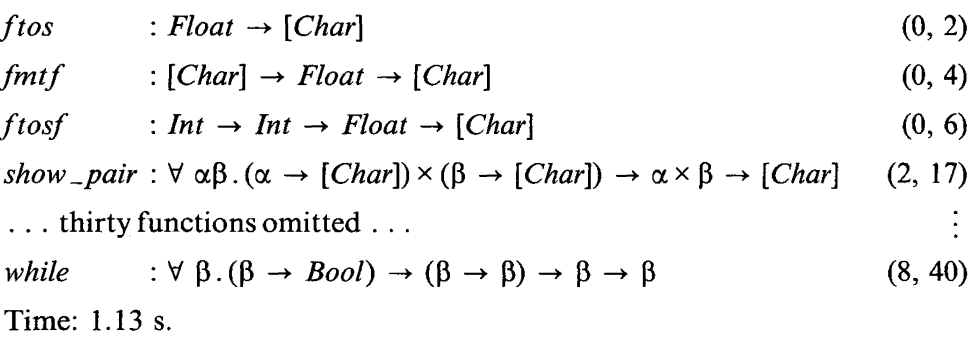 ftos : Float → [Char] (0, 2)
fmtf : [Char] → Float → [Char] (0, 4)
ftosf : Int → Int → Float → [Char] (0, 6)
show_pair : ∀ αβ.(α → [Char]) × (β → [Char]) → α × β → [Char] (2, 17)
... thirty functions omitted ... ⋮
while : ∀ β.(β → Bool) → (β → β) → β → β (8, 40)
Time: 1.13 s.